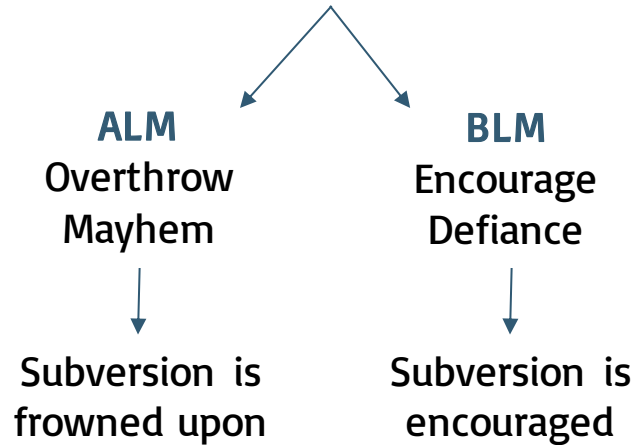 ALM
Overthrow
Mayhem
Subversion is
frowned upon
BLM
Encourage
Defiance
Subversion is
encouraged